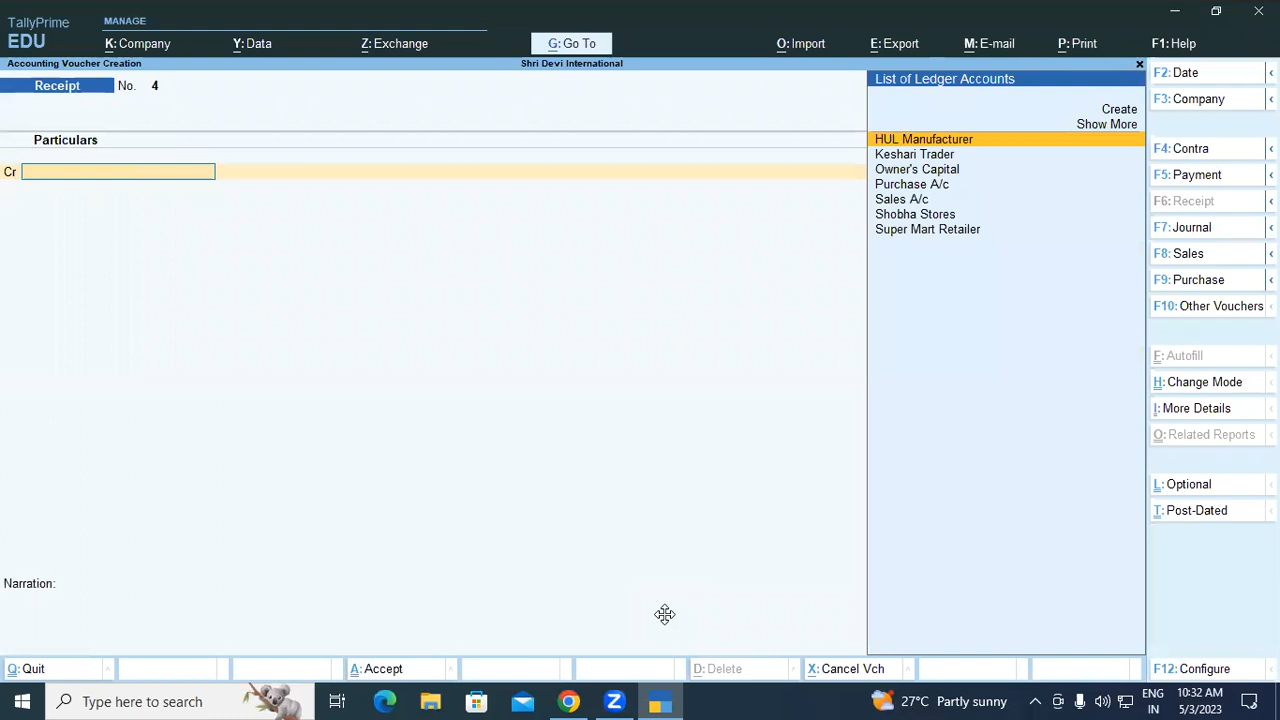 TallyPrime
EDU
MANAGE
K: Company
Y: Data
Z: Exchange
G: Go To
O: Import
E: Export
M: E-mail
P: Print
F1: Help
Accounting Voucher Creation
Shri Devi International
Receipt No. 4
Particulars
Cr
Narration:
List of Ledger Accounts
Create
Show More
HUL Manufacturer
Keshari Trader
Owner's Capital
Purchase A/c
Sales A/c
Shobha Stores
Super Mart Retailer
F2: Date
F3: Company
F4: Contra
F5: Payment
F6: Receipt
F7: Journal
F8: Sales
F9: Purchase
F10: Other Vouchers
F: Autofill
H: Change Mode
I: More Details
O: Related Reports
L: Optional
T: Post-Dated
Q: Quit
A: Accept
D: Delete
X: Cancel Vch
F12: Configure
Type here to search
27°C Partly sunny
ENG
IN
10:32 AM
5/3/2023